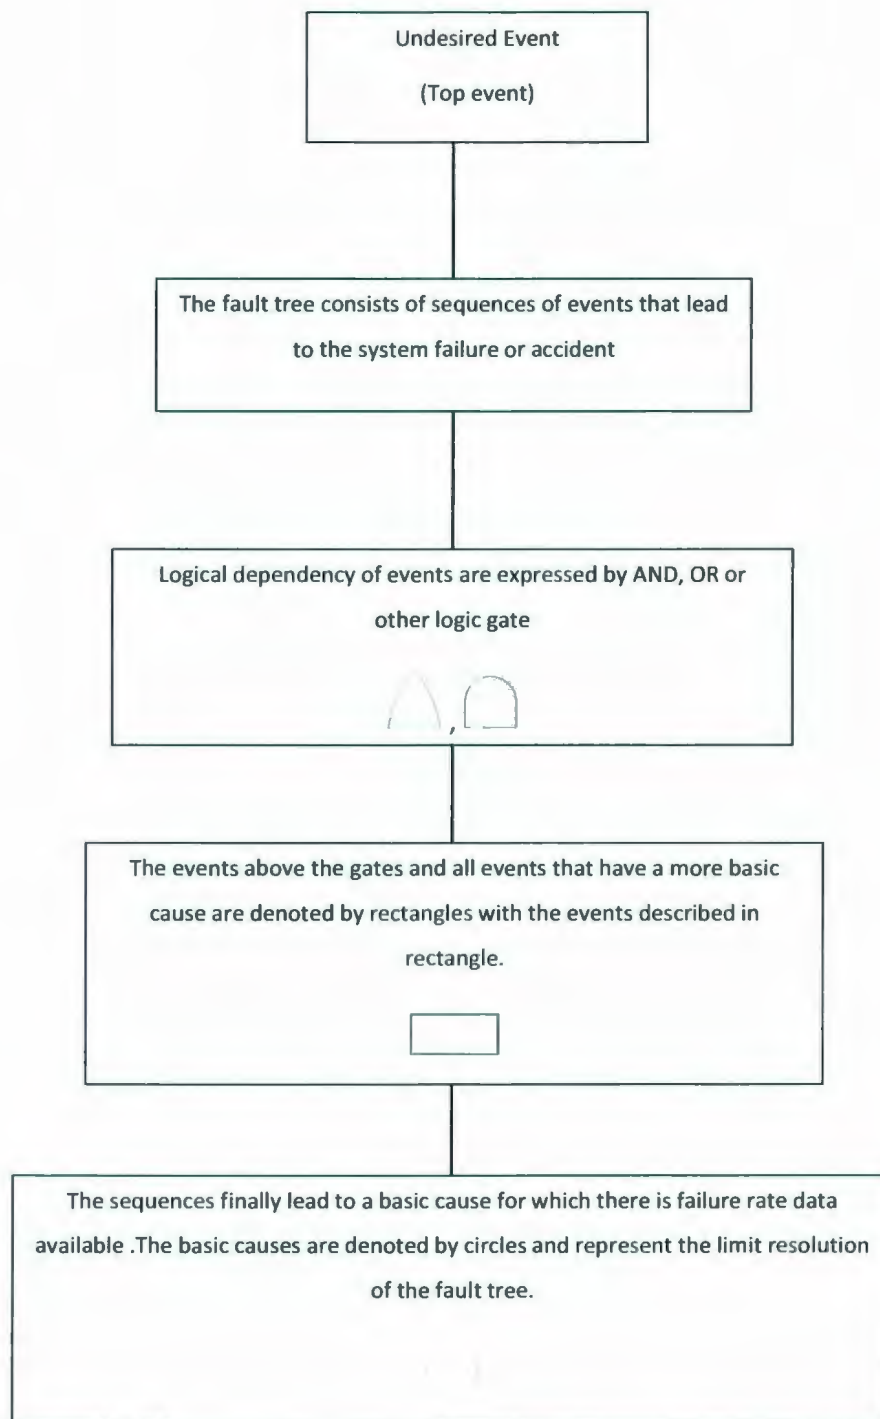 Undesired Event
(Top event)
The fault tree consists of sequences of events that lead
to the system failure or accident
Logical dependency of events are expressed by AND, OR or
other logic gate
,
The events above the gates and all events that have a more basic
cause are denoted by rectangles with the events described in
rectangle.
The sequences finally lead to a basic cause for which there is failure rate data
available .The basic causes are denoted by circles and represent the limit resolution
of the fault tree.